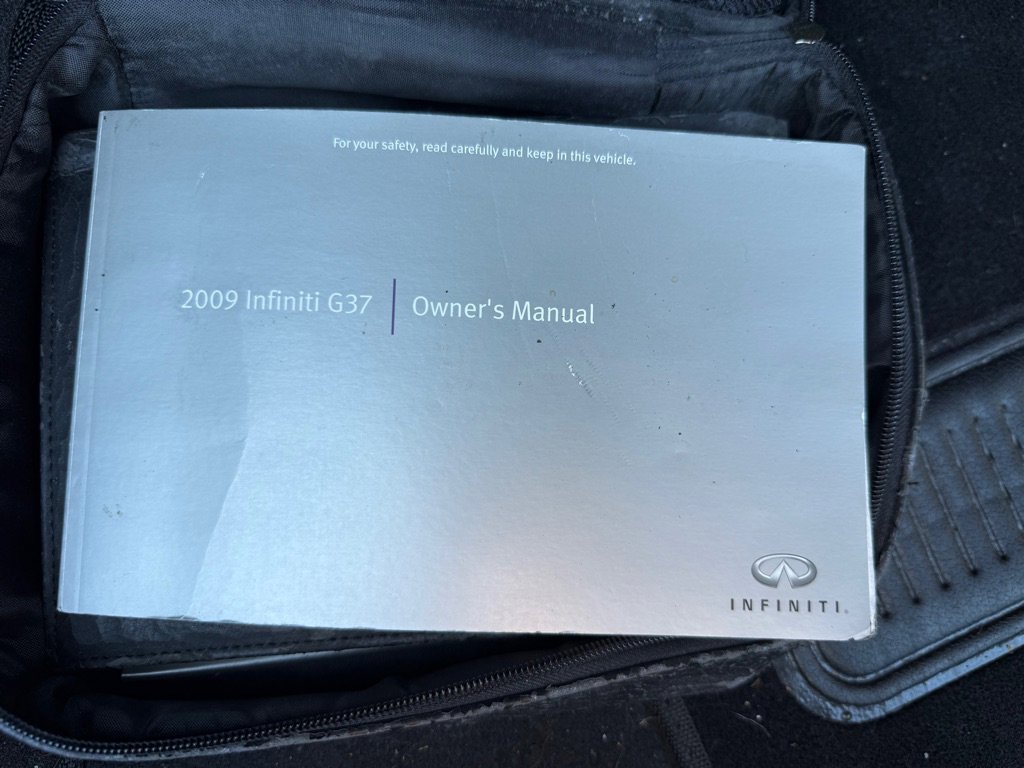 For your safety, read carefully and keep in this vehicle.
2009 Infiniti G37 | Owner's Manual
INFINITI®